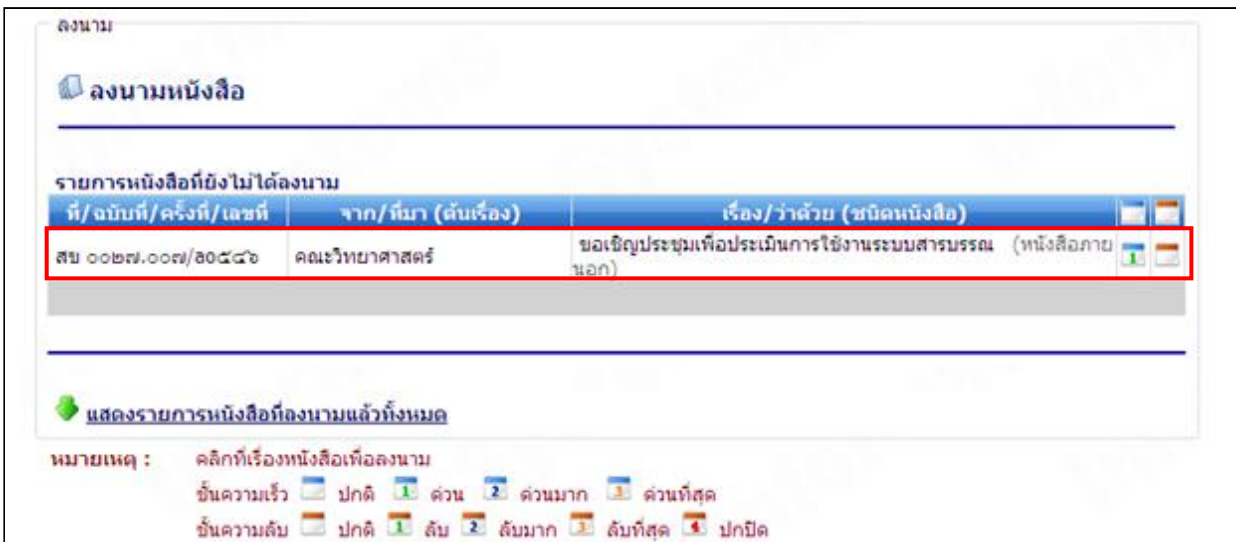 ลงนาม
ลงนามหนังสือ
รายการหนังสือที่ยังไม่ได้ลงนาม
ที่/ฉบับที่/ครั้งที่/เลขที่ จาก/ที่มา (ต้นเรื่อง) เรื่อง/ว่าด้วย (ชนิดหนังสือ)
สข ๐๐๒๗.๐๐๗/ a๐๕๔๖ คณะวิทยาศาสตร์ ขอเชิญประชุมเพื่อประเมินการใช้งานระบบสารบรรณ (หนังสือภาย
นอก) 1
แสดงรายการหนังสือที่ลงนามแล้วทั้งหมด
หมายเหตุ : คลิกที่เรื่องหนังสือเพื่อลงนาม
ชั้นความเร็ว ปกติ 1 ด่วน 2 ด่วนมาก 3 ด่วนที่สุด
ชั้นความลับ ปกติ 1 ลับ 2 ลับมาก 3 ลับที่สุด 4 ปกปิด